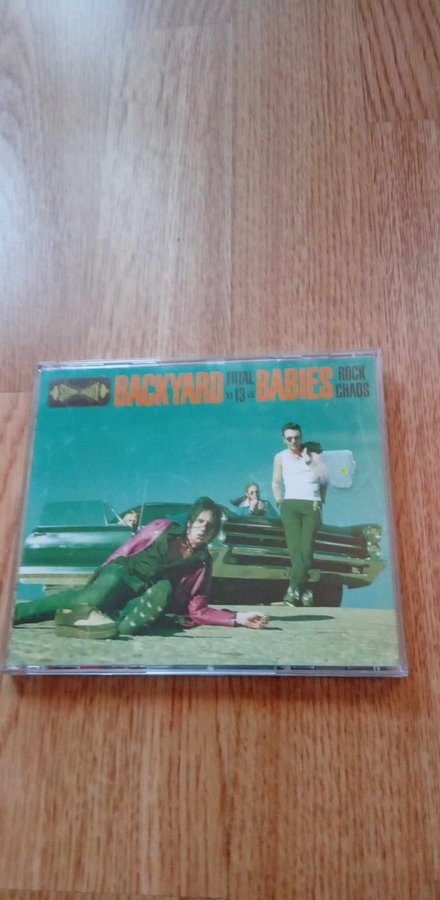 BACKYARD TOTAL BABIES ROCK
»13« CHAOS